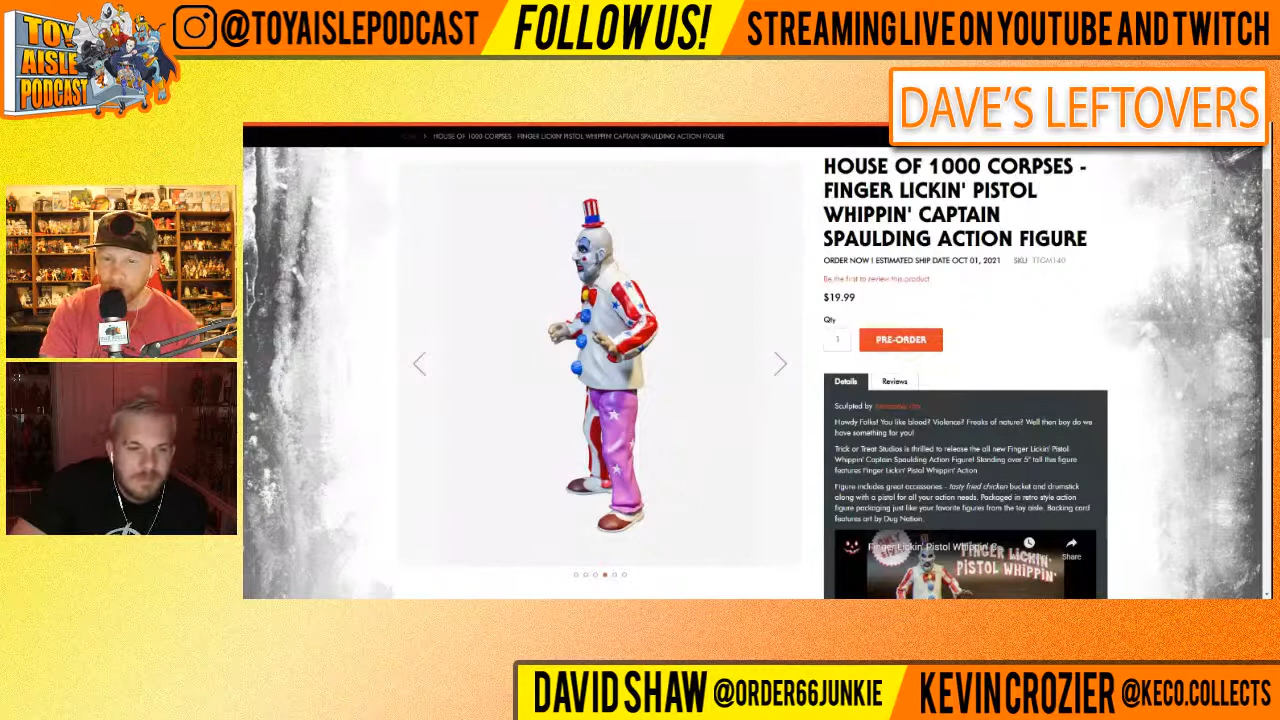 TOY
AISLE
PODCAST
@TOYAISLEPODCAST
FOLLOW US!
STREAMING LIVE ON YOUTUBE AND TWITCH
DAVE'S LEFTOVERS
HOUSE OF 1000 CORPSES - FINGER LICKIN' PISTOL WHIPPIN' CAPTAIN SPAULDING ACTION FIGURE
HOUSE OF 1000 CORPSES -
FINGER LICKIN' PISTOL
WHIPPIN' CAPTAIN
SPAULDING ACTION FIGURE
ORDER NOW! ESTIMATED SHIP DATE OCT 01, 2021 SKU TTGM140
Be the first to review this product
$19.99
Qty
1 PRE-ORDER
Details Reviews
Sculpted by
Howdy Folks! You like blood? Violence? Freaks of nature? Well then boy do we
have something for you!
Trick or Treat Studios is thrilled to release the all new Finger Lickin' Pistol
Whippin' Captain Spaulding Action Figure! Standing over 5" tall this figure
features Finger Lickin' Pistol Whippin' Action
Figure includes great accessories - tasty fried chicken bucket and drumstick
along with a pistol for all your action needs. Packaged in retro style action
figure packaging just like your favorite figures from the toy aisle. Backing card
features art by Dug Nation.
Finger Lickin' Pistol Whippin' C...
Share
FINGER LICKIN'
PISTOL WHIPPIN'
DAVID SHAW @ORDER66JUNKIE
KEVIN CROZIER @KECO.COLLECTS